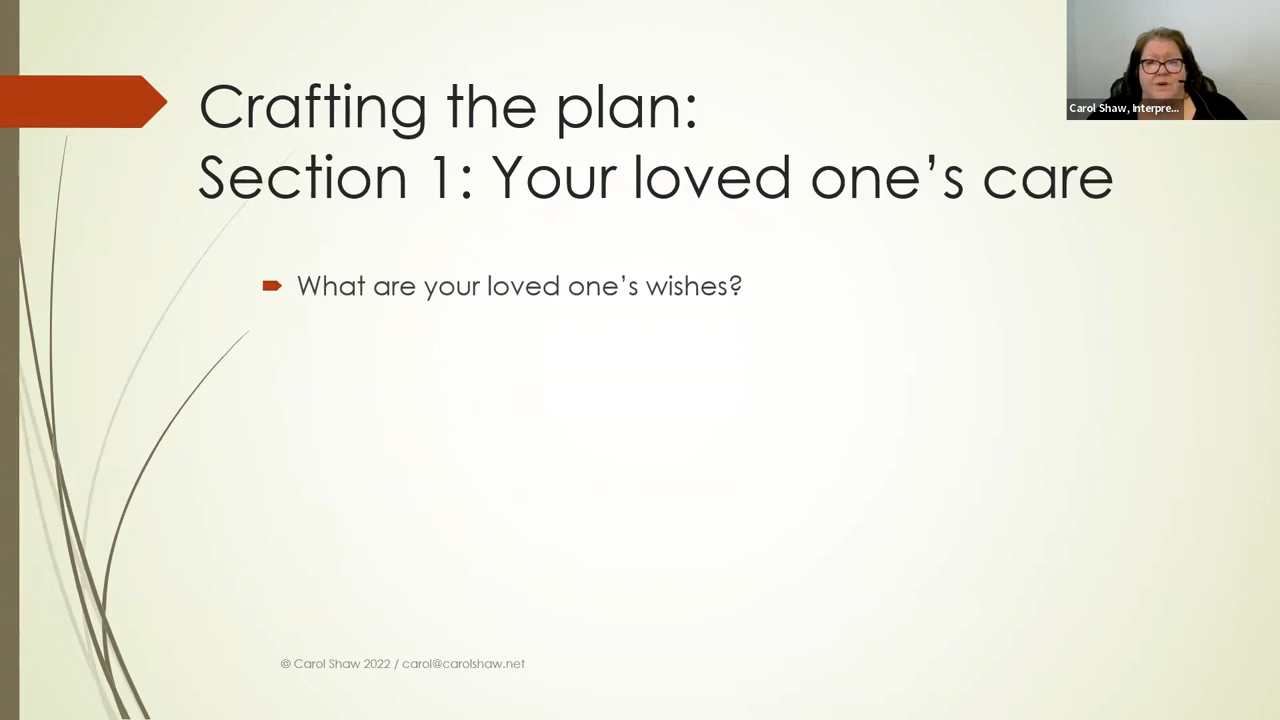 Crafting the plan:
Section 1: Your loved one’s care
Carol Shaw, Interpre...
What are your loved one’s wishes?
© Carol Shaw 2022 / carol@carolshaw.net